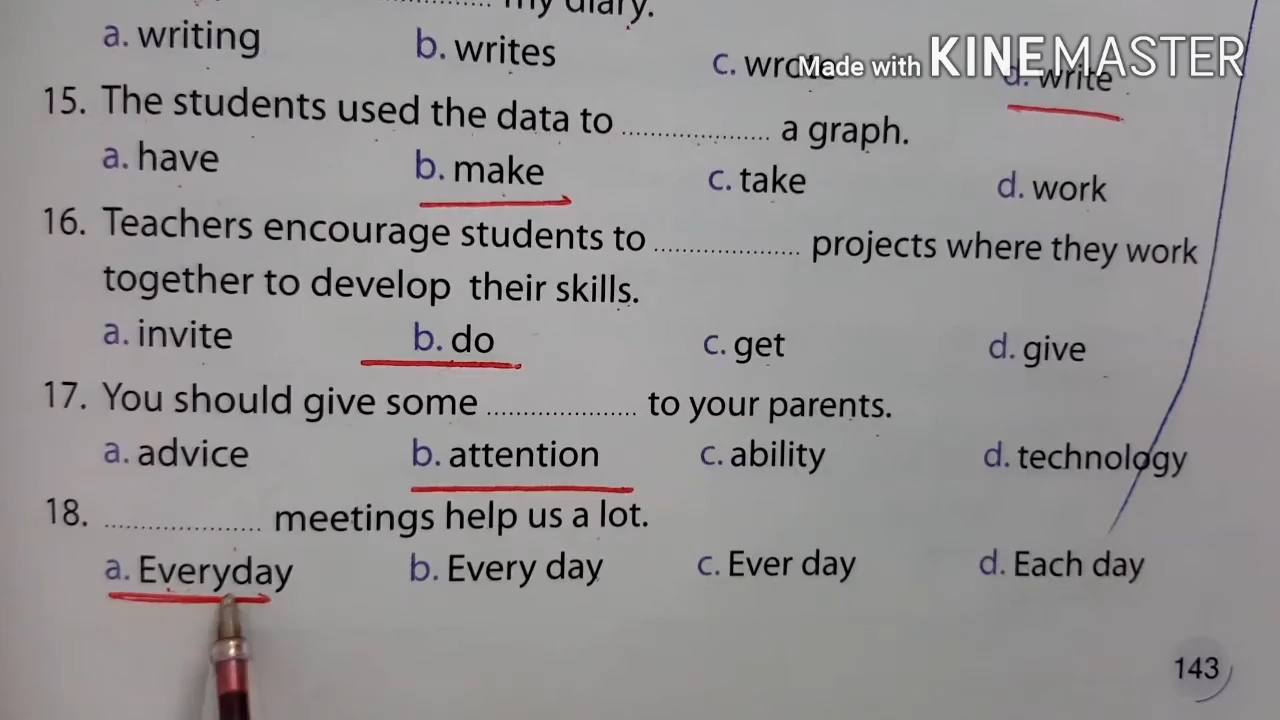 my diary.
a. writing b. writes c. d. write
Made with KINEMASTER
15. The students used the data to .................... a graph.
a. have b. make c. take d. work
16. Teachers encourage students to .................... projects where they work
together to develop their skills.
a. invite b. do c. get d. give
17. You should give some .................... to your parents.
a. advice b. attention c. ability d. technology
18. .................... meetings help us a lot.
a. Everyday b. Every day c. Ever day d. Each day
143